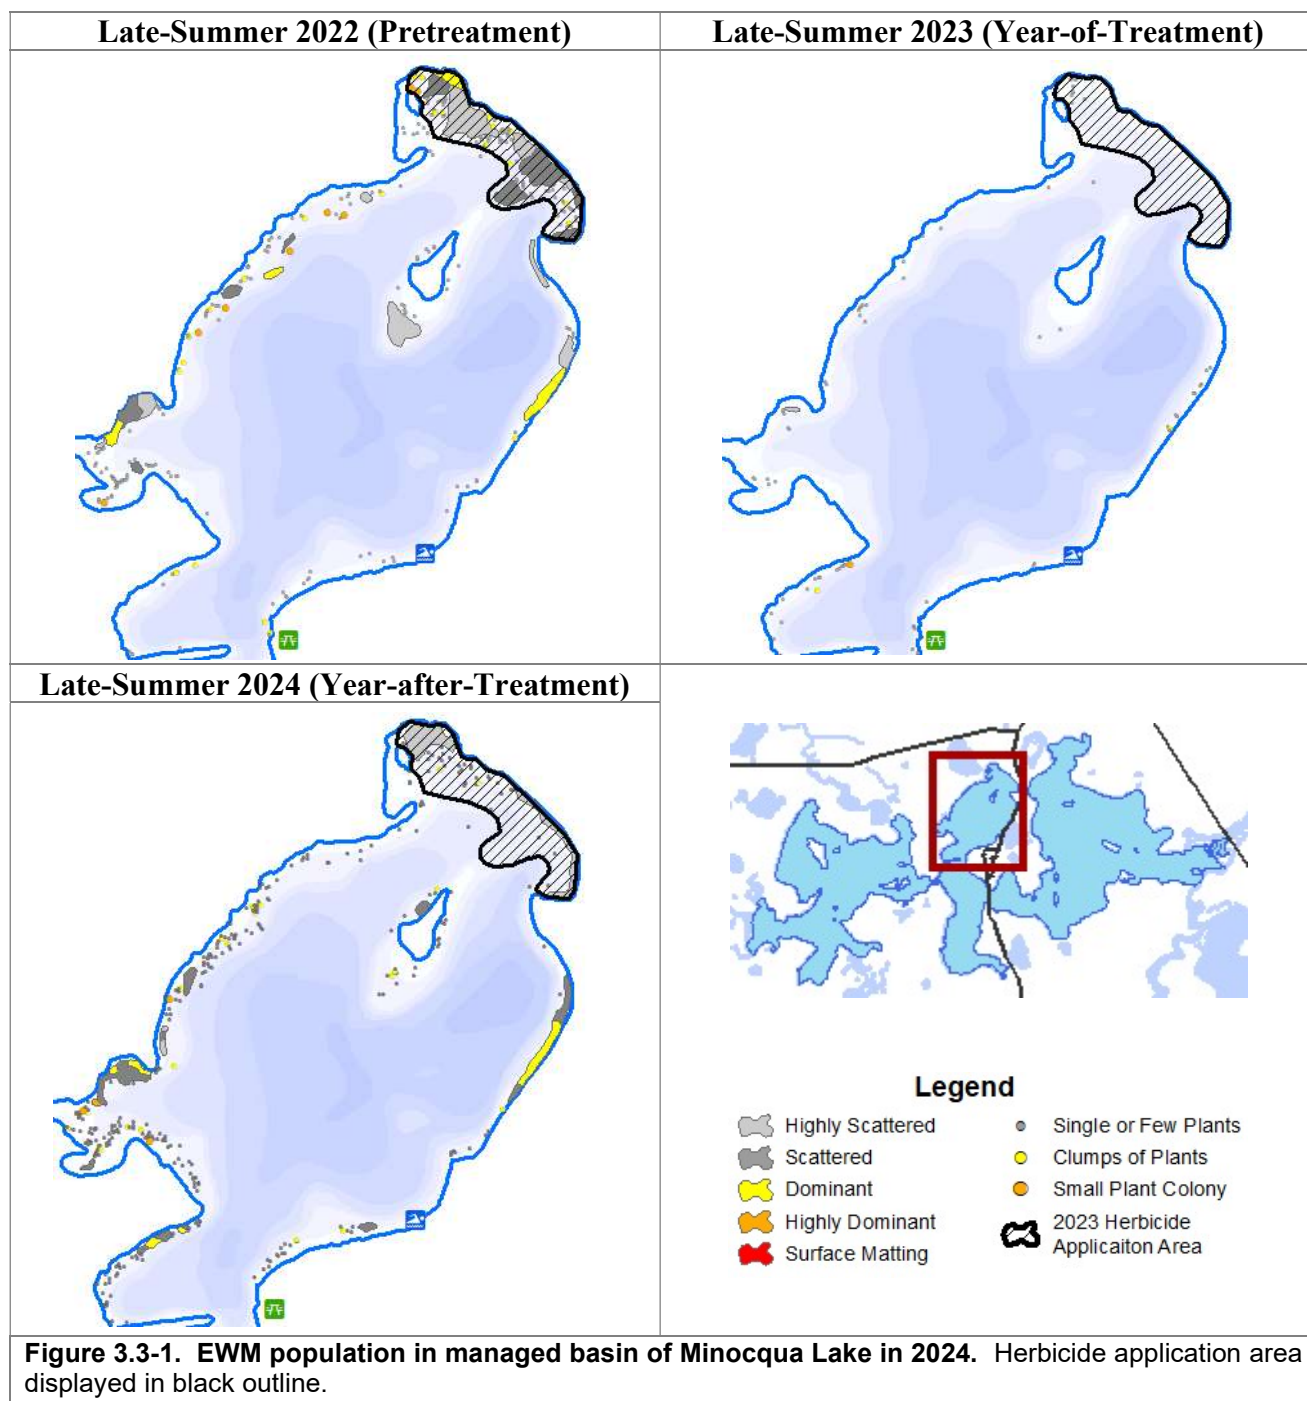 Late-Summer 2022 (Pretreatment)
Late-Summer 2023 (Year-of-Treatment)
Late-Summer 2024 (Year-after-Treatment)
Legend
Highly Scattered
Scattered
Dominant
Highly Dominant
Surface Matting
Single or Few Plants
Clumps of Plants
Small Plant Colony
2023 Herbicide
Applicaiton Area
Figure 3.3-1. EWM population in managed basin of Minocqua Lake in 2024. Herbicide application area
displayed in black outline.